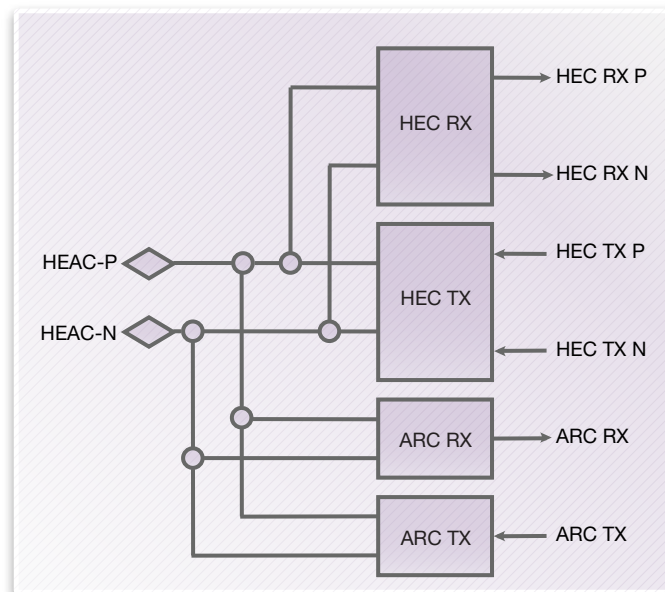 HEC RX
HEC RX P
HEC RX N
HEAC-P
HEAC-N
HEC TX
HEC TX P
HEC TX N
ARC RX
ARC RX
ARC TX
ARC TX